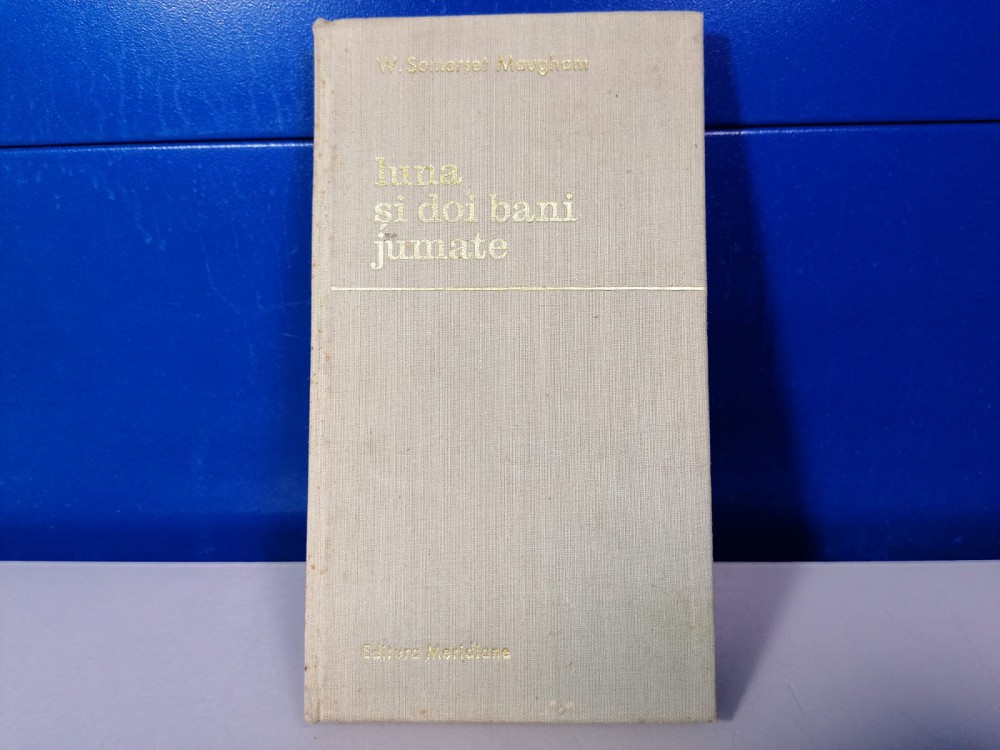 W. Somerset Maugham
luna
și doi bani
jumate
Editura Meridiane